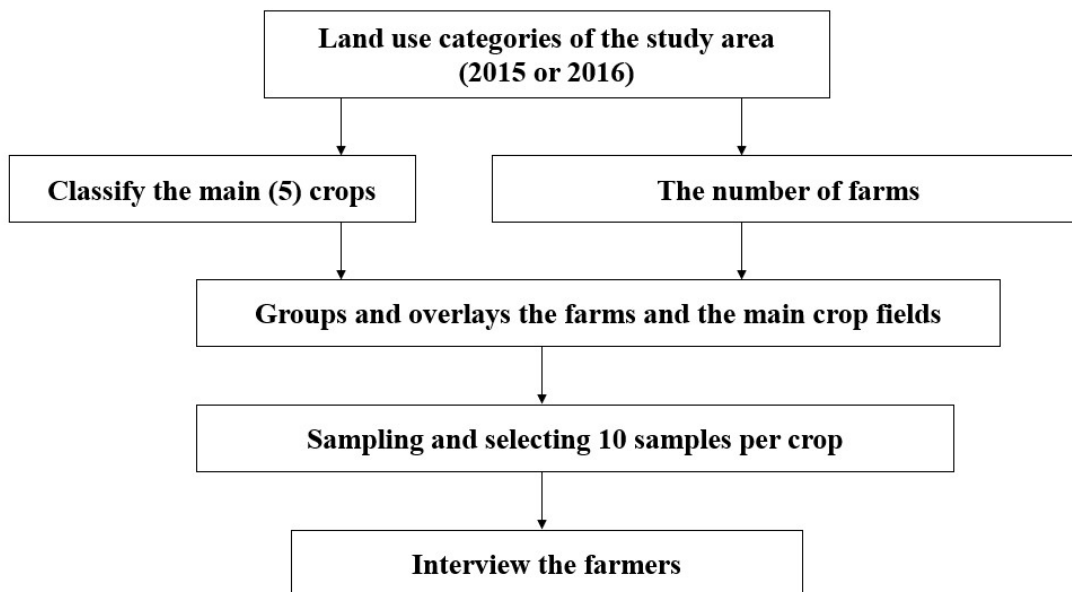 Land use categories of the study area
(2015 or 2016)
Classify the main (5) crops
The number of farms
Groups and overlays the farms and the main crop fields
Sampling and selecting 10 samples per crop
Interview the farmers